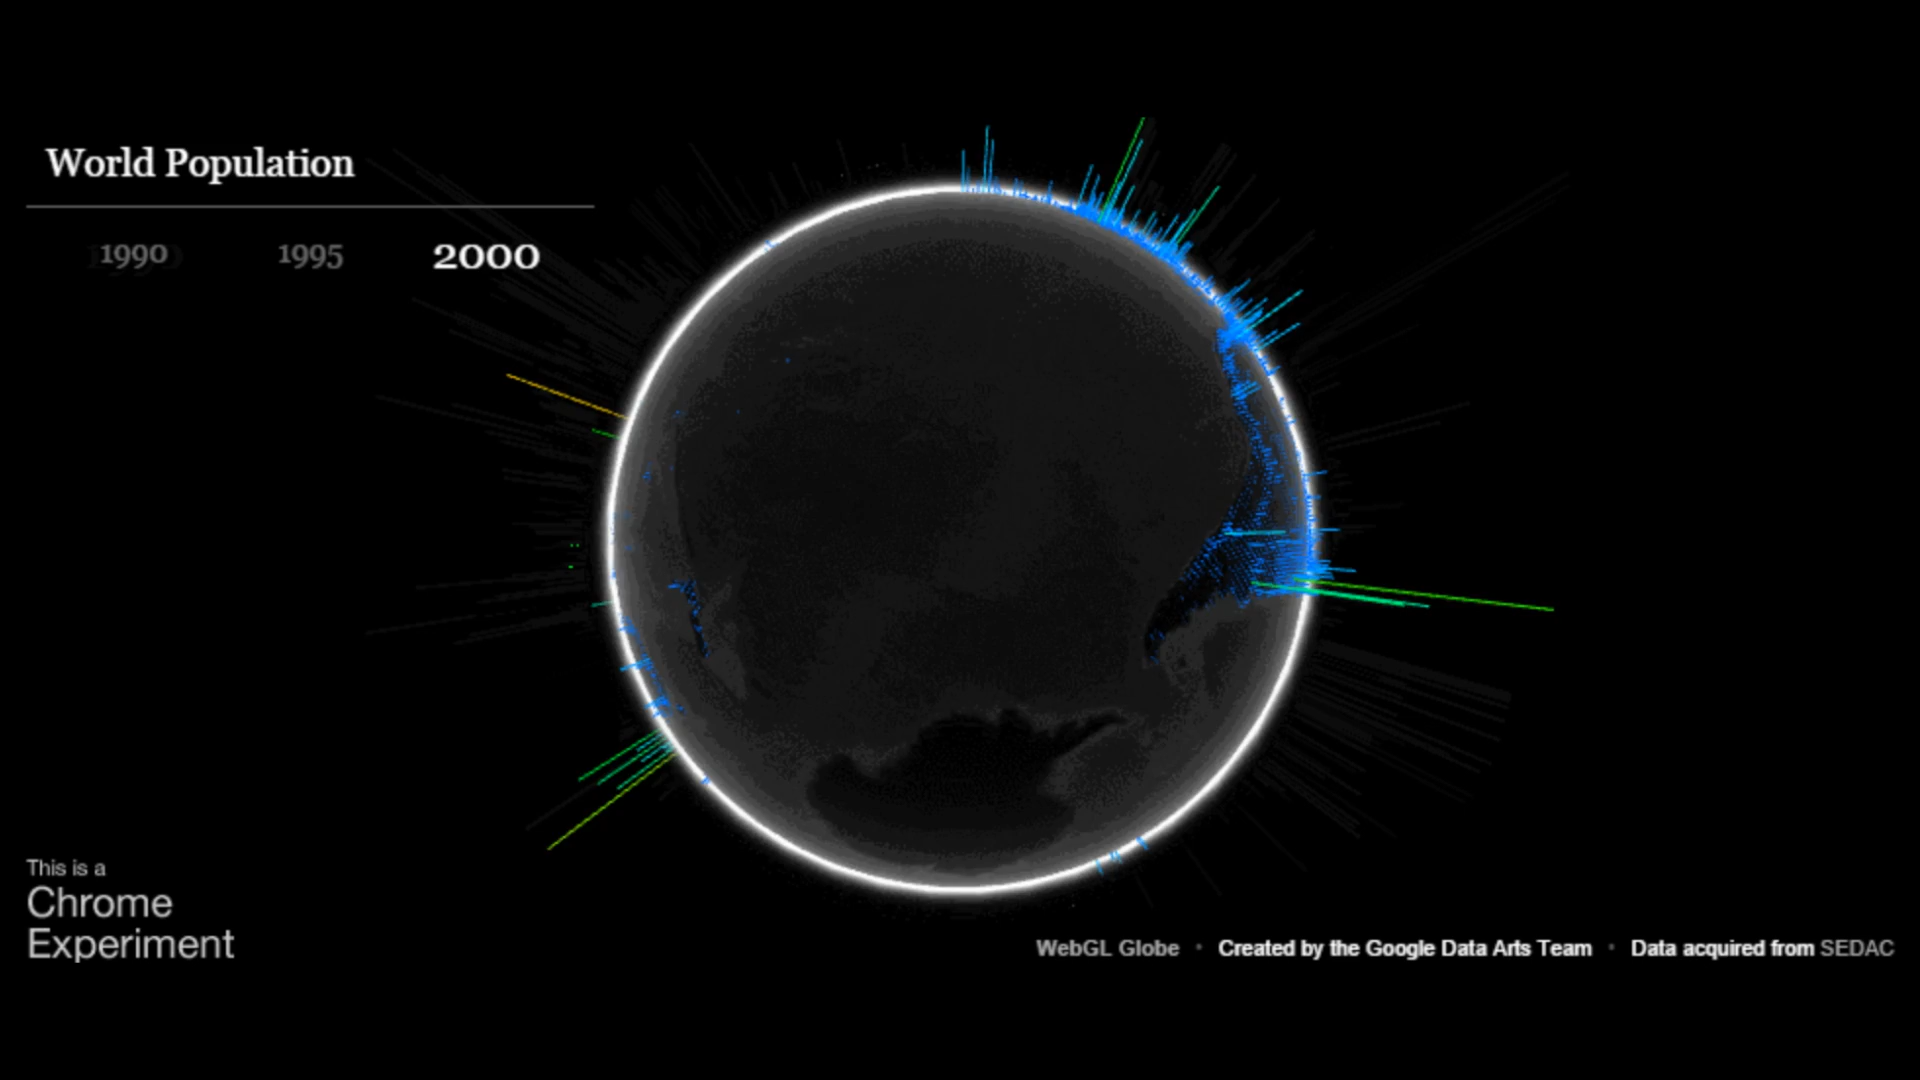 World Population
1990 1995 2000
This is a
Chrome
Experiment
WebGL Globe • Created by the Google Data Arts Team • Data acquired from SEDAC